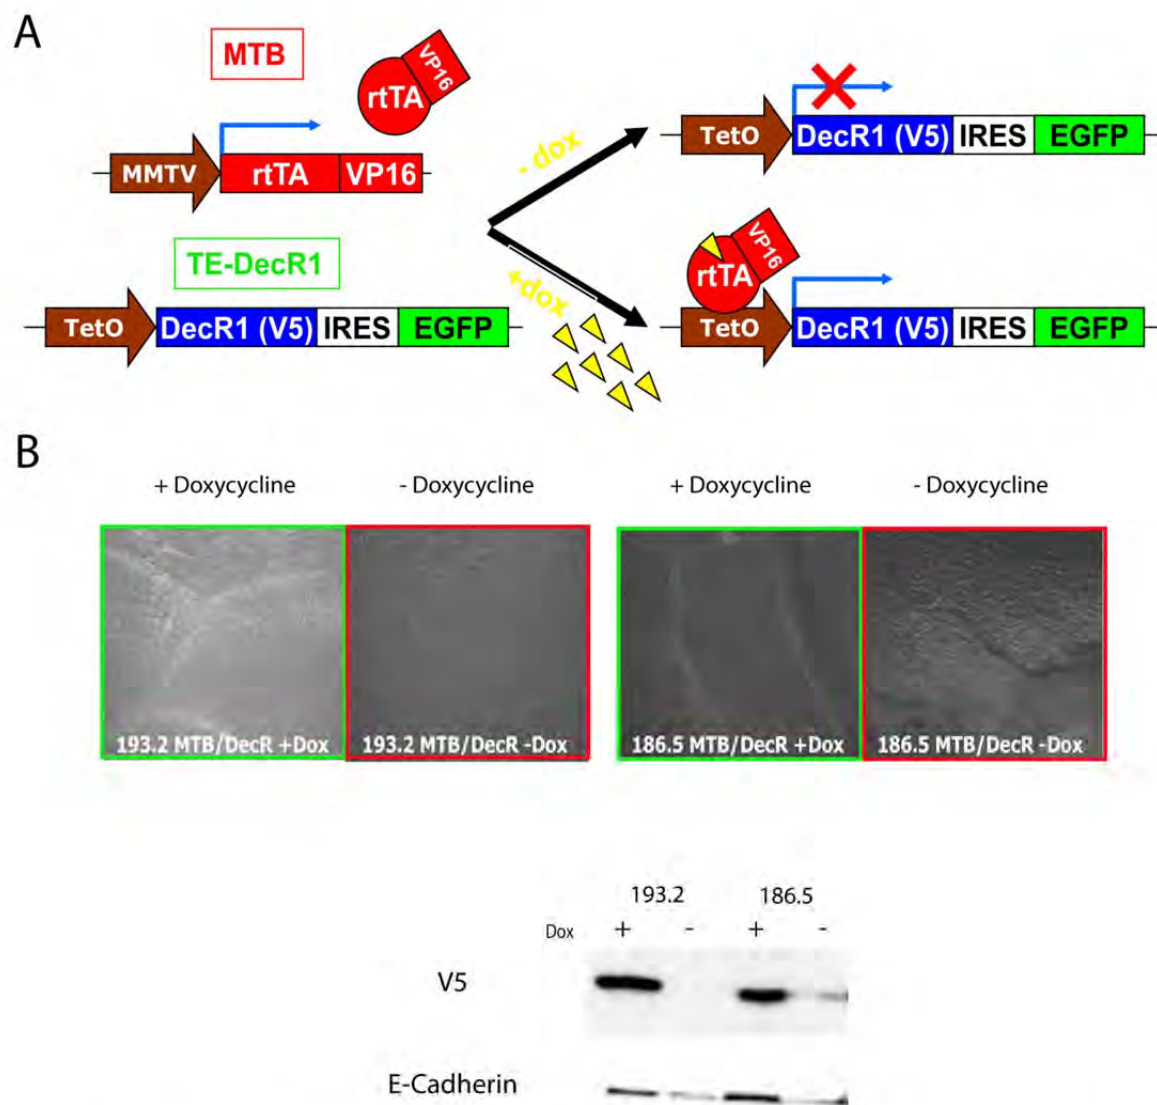 A
MTB
rtTA
VP16
MMTV
rtTA
VP16
TE-DecR1
TetO
DecR1 (V5)
IRES
EGFP
- dox
+dox
TetO
DecR1 (V5)
IRES
EGFP
rtTA
VP16
TetO
DecR1 (V5)
IRES
EGFP
B
+ Doxycycline
- Doxycycline
+ Doxycycline
- Doxycycline
193.2 MTB/DecR +Dox
193.2 MTB/DecR -Dox
186.5 MTB/DecR +Dox
186.5 MTB/DecR -Dox
193.2 186.5
Dox + - + -
V5
E-Cadherin